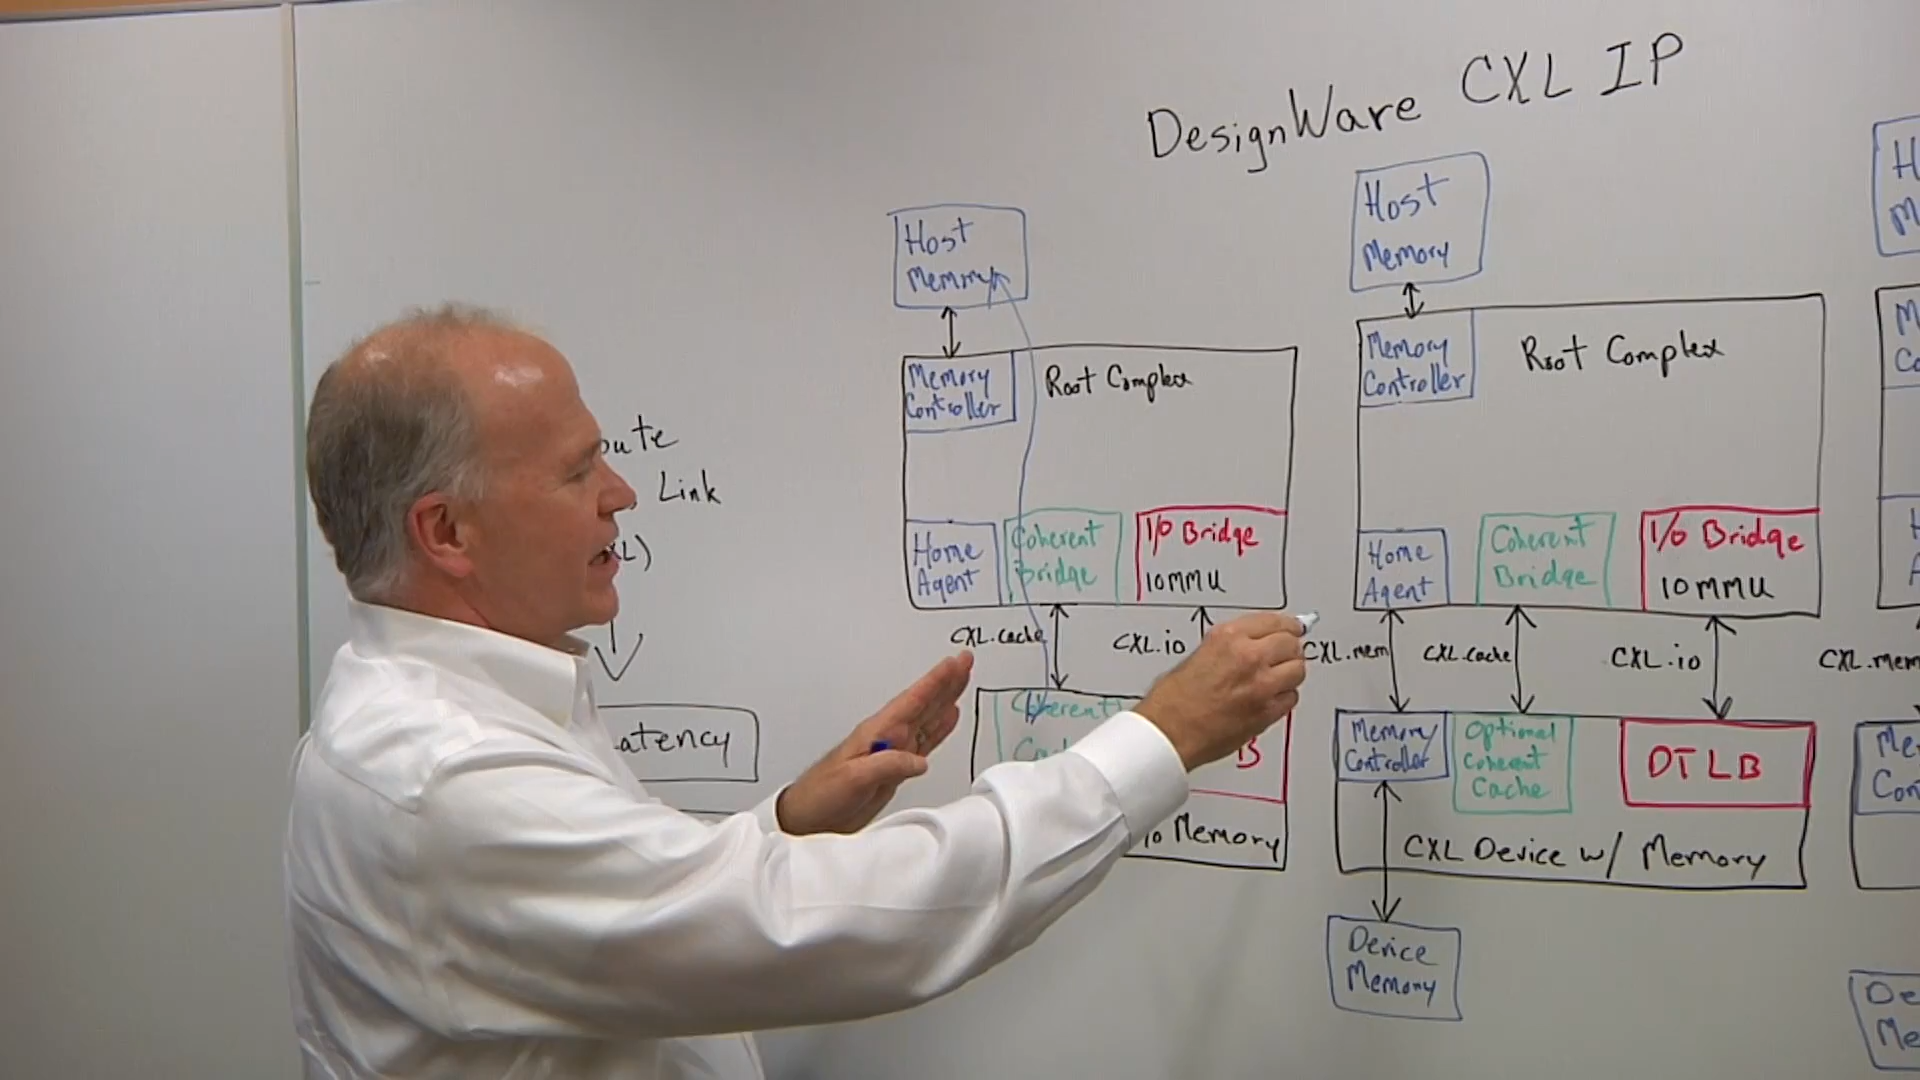 DesignWare CXL IP
Link
Host
Memory
Memory
Controller
Root Complex
Home
Agent
Coherent
Bridge
I/O Bridge
IOMMU
CXL.cache
CXL.io
Coherent
Memory
Host
Memory
Memory
Controller
Root Complex
Home
Agent
Coherent
Bridge
I/O Bridge
IOMMU
CXL.mem
CXL.cache
CXL.io
Memory
Controller
Optional
Coherent
Cache
DTLB
CXL Device w/ Memory
Device
Memory
CXL.mem